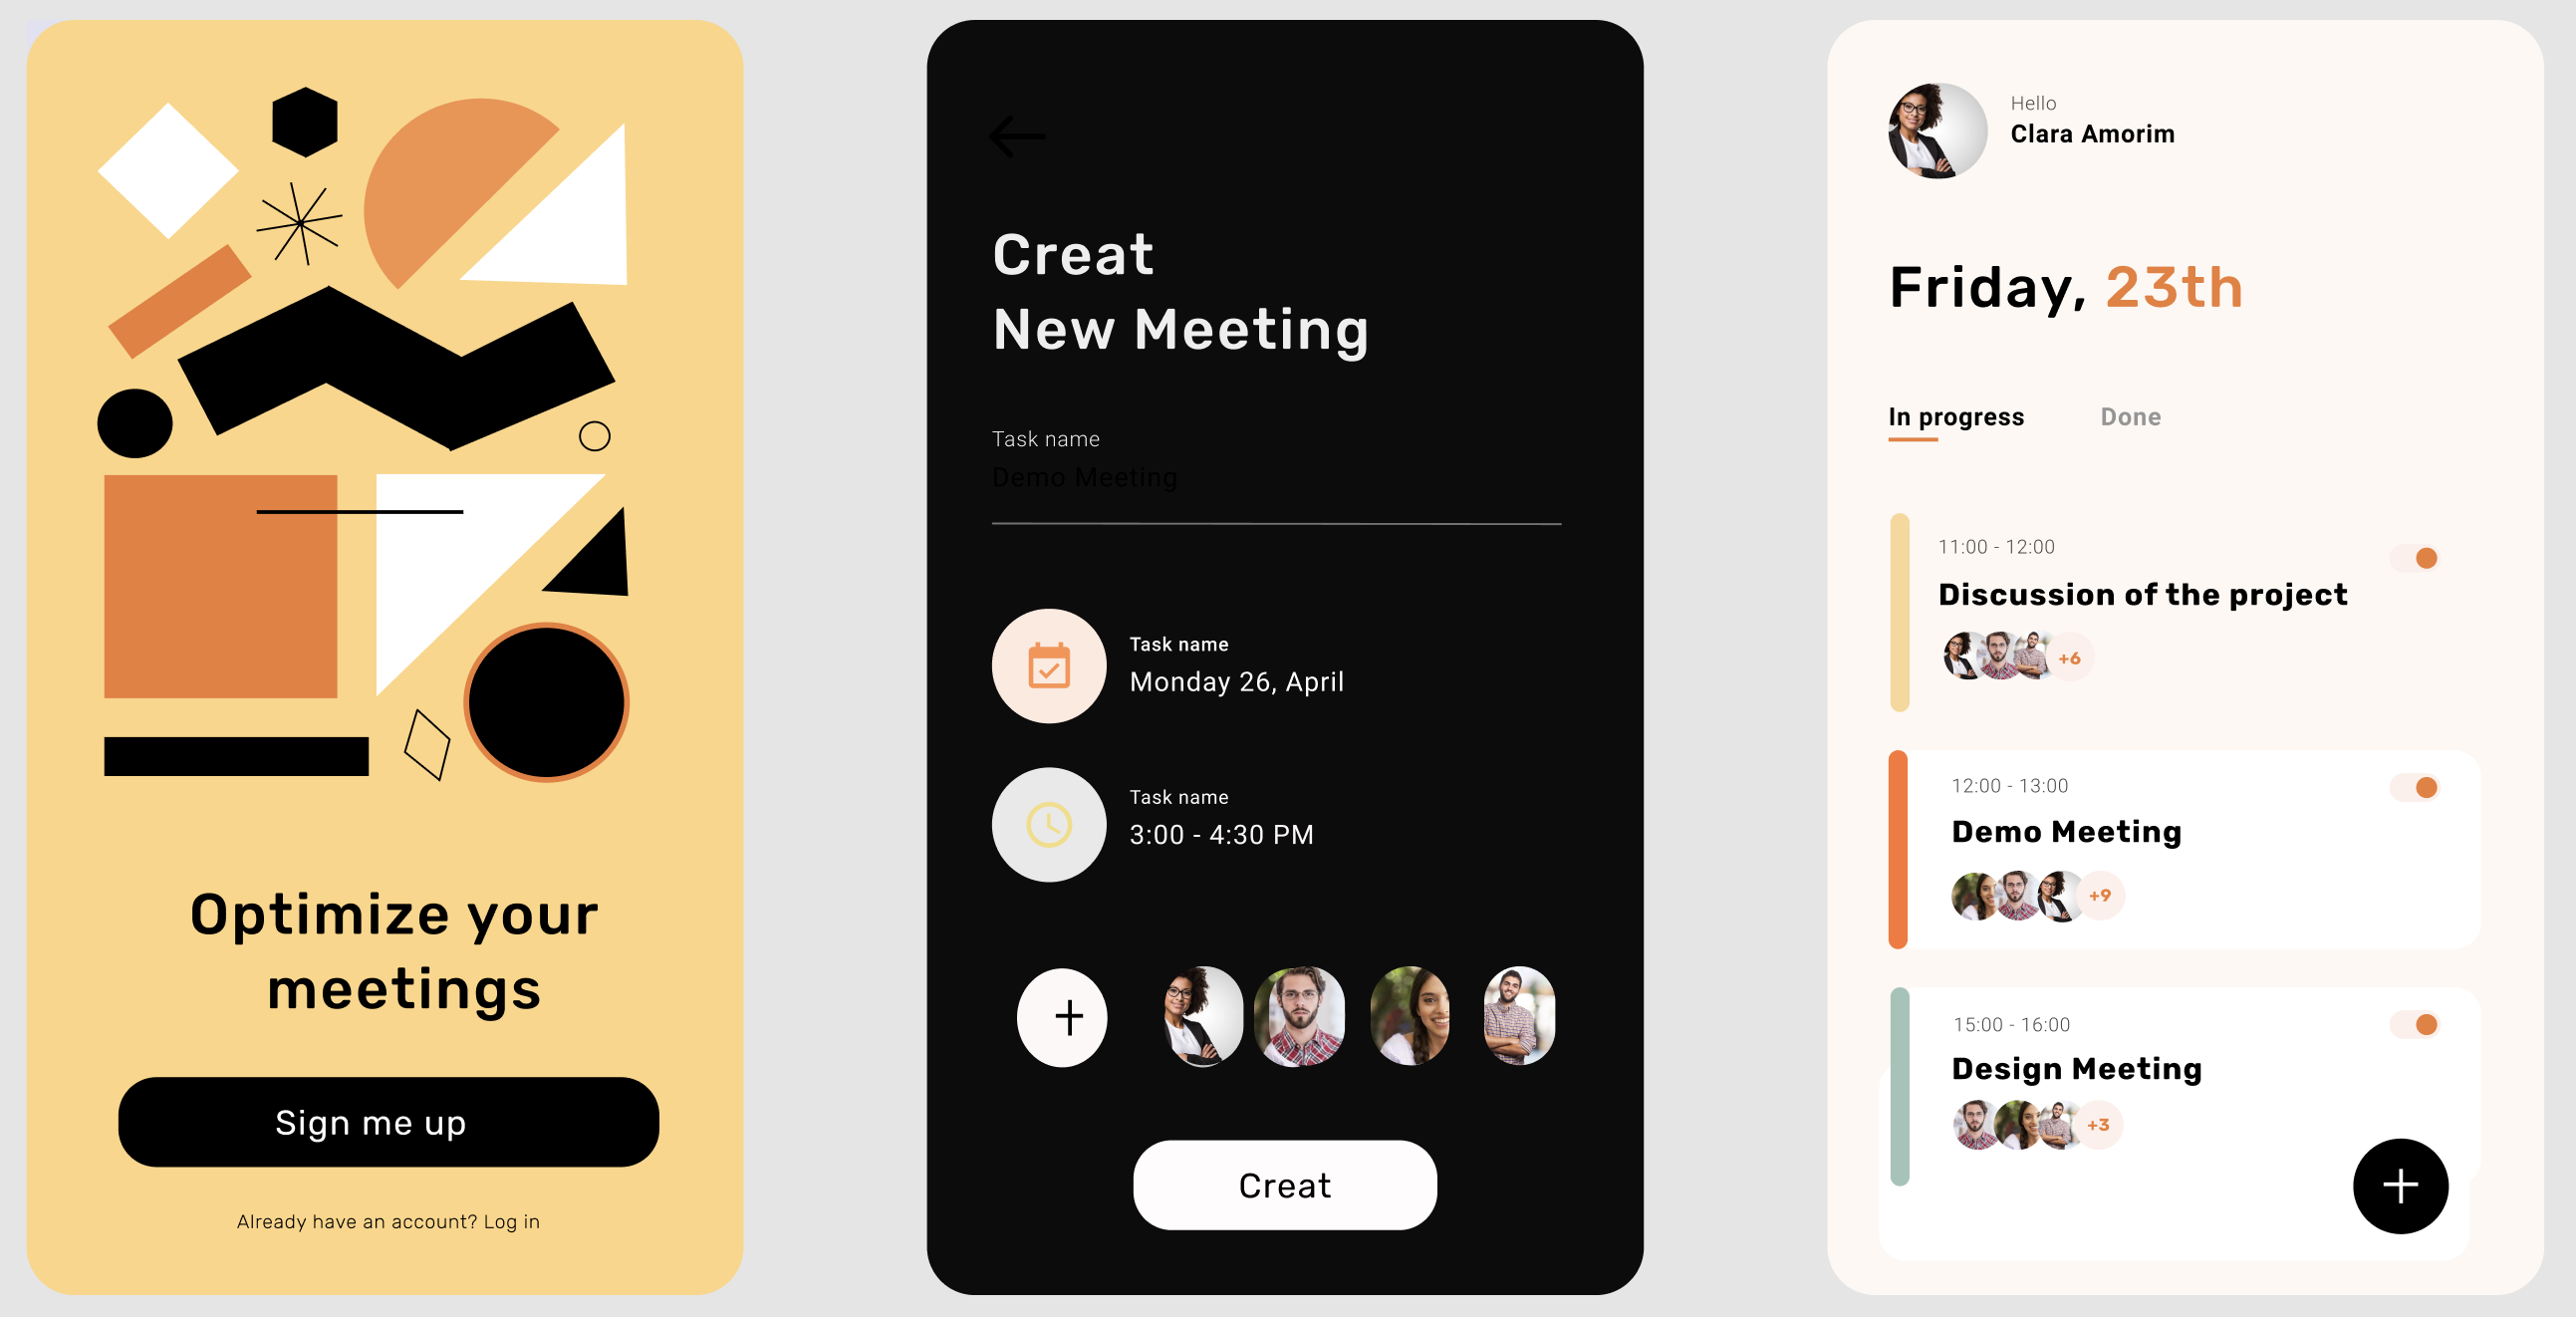 Optimize your
meetings
Sign me up
Already have an account? Log in
Creat
New Meeting
Task name
Demo Meeting
Task name
Monday 26, April
Task name
3:00 - 4:30 PM
Creat
Hello
Clara Amorim
Friday, 23th
In progress
Done
11:00 - 12:00
Discussion of the project
+6
12:00 - 13:00
Demo Meeting
+9
15:00 - 16:00
Design Meeting
+3